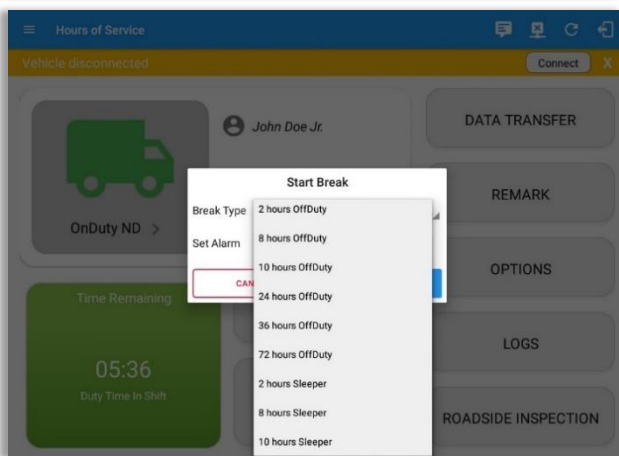 Hours of Service
Vehicle disconnected
Connect X
John Doe Jr.
OnDuty ND >
DATA TRANSFER
REMARK
OPTIONS
LOGS
ROADSIDE INSPECTION
Time Remaining
05:36
Duty Time In Shift
Start Break
Break Type
Set Alarm
CAN
2 hours OffDuty
8 hours OffDuty
10 hours OffDuty
24 hours OffDuty
36 hours OffDuty
72 hours OffDuty
2 hours Sleeper
8 hours Sleeper
10 hours Sleeper